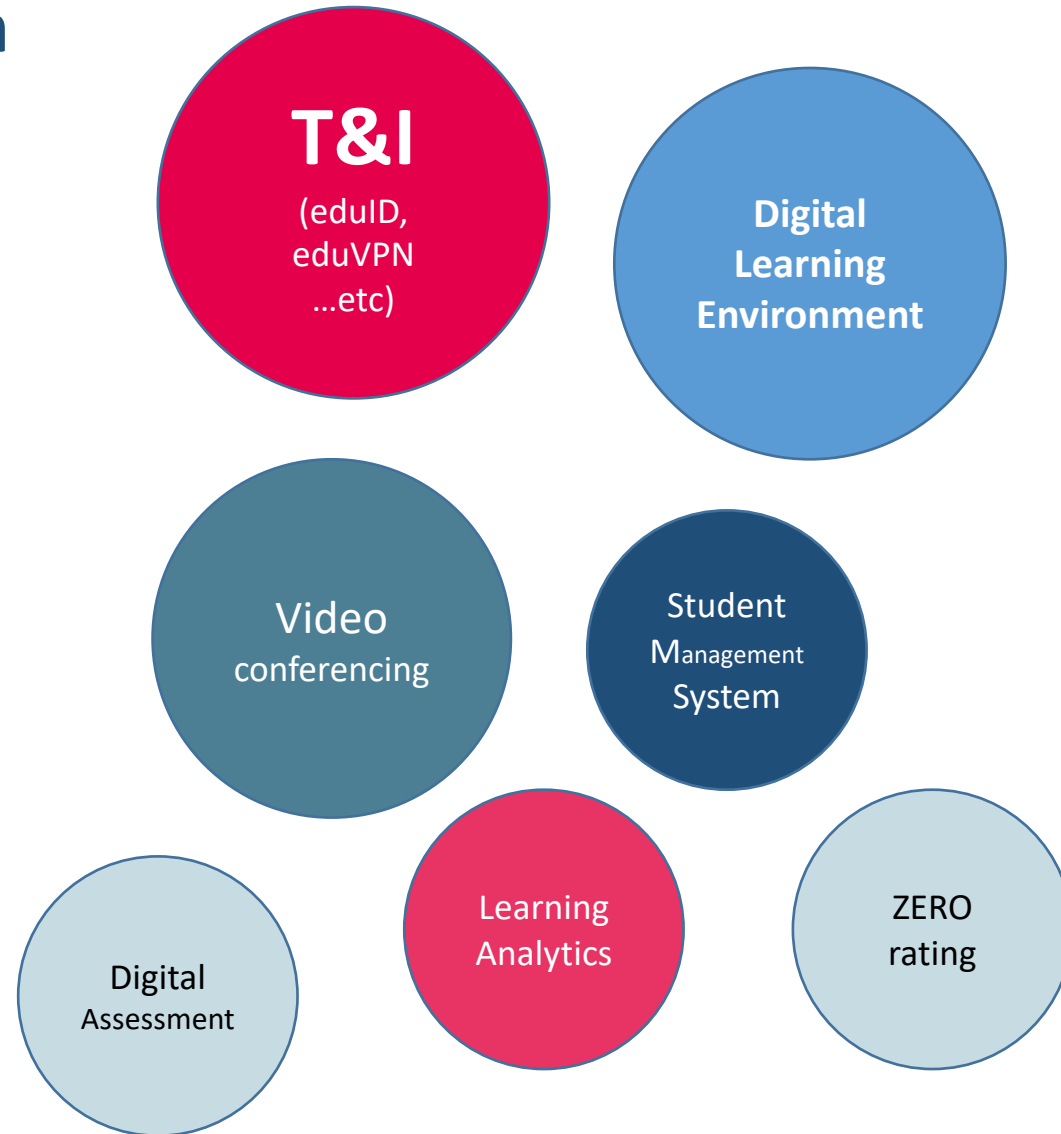 T&I
(eduID,
eduVPN
...etc)
Digital
Learning
Environment
Video
conferencing
Student
Management
System
Learning
Analytics
ZERO
rating
Digital
Assessment